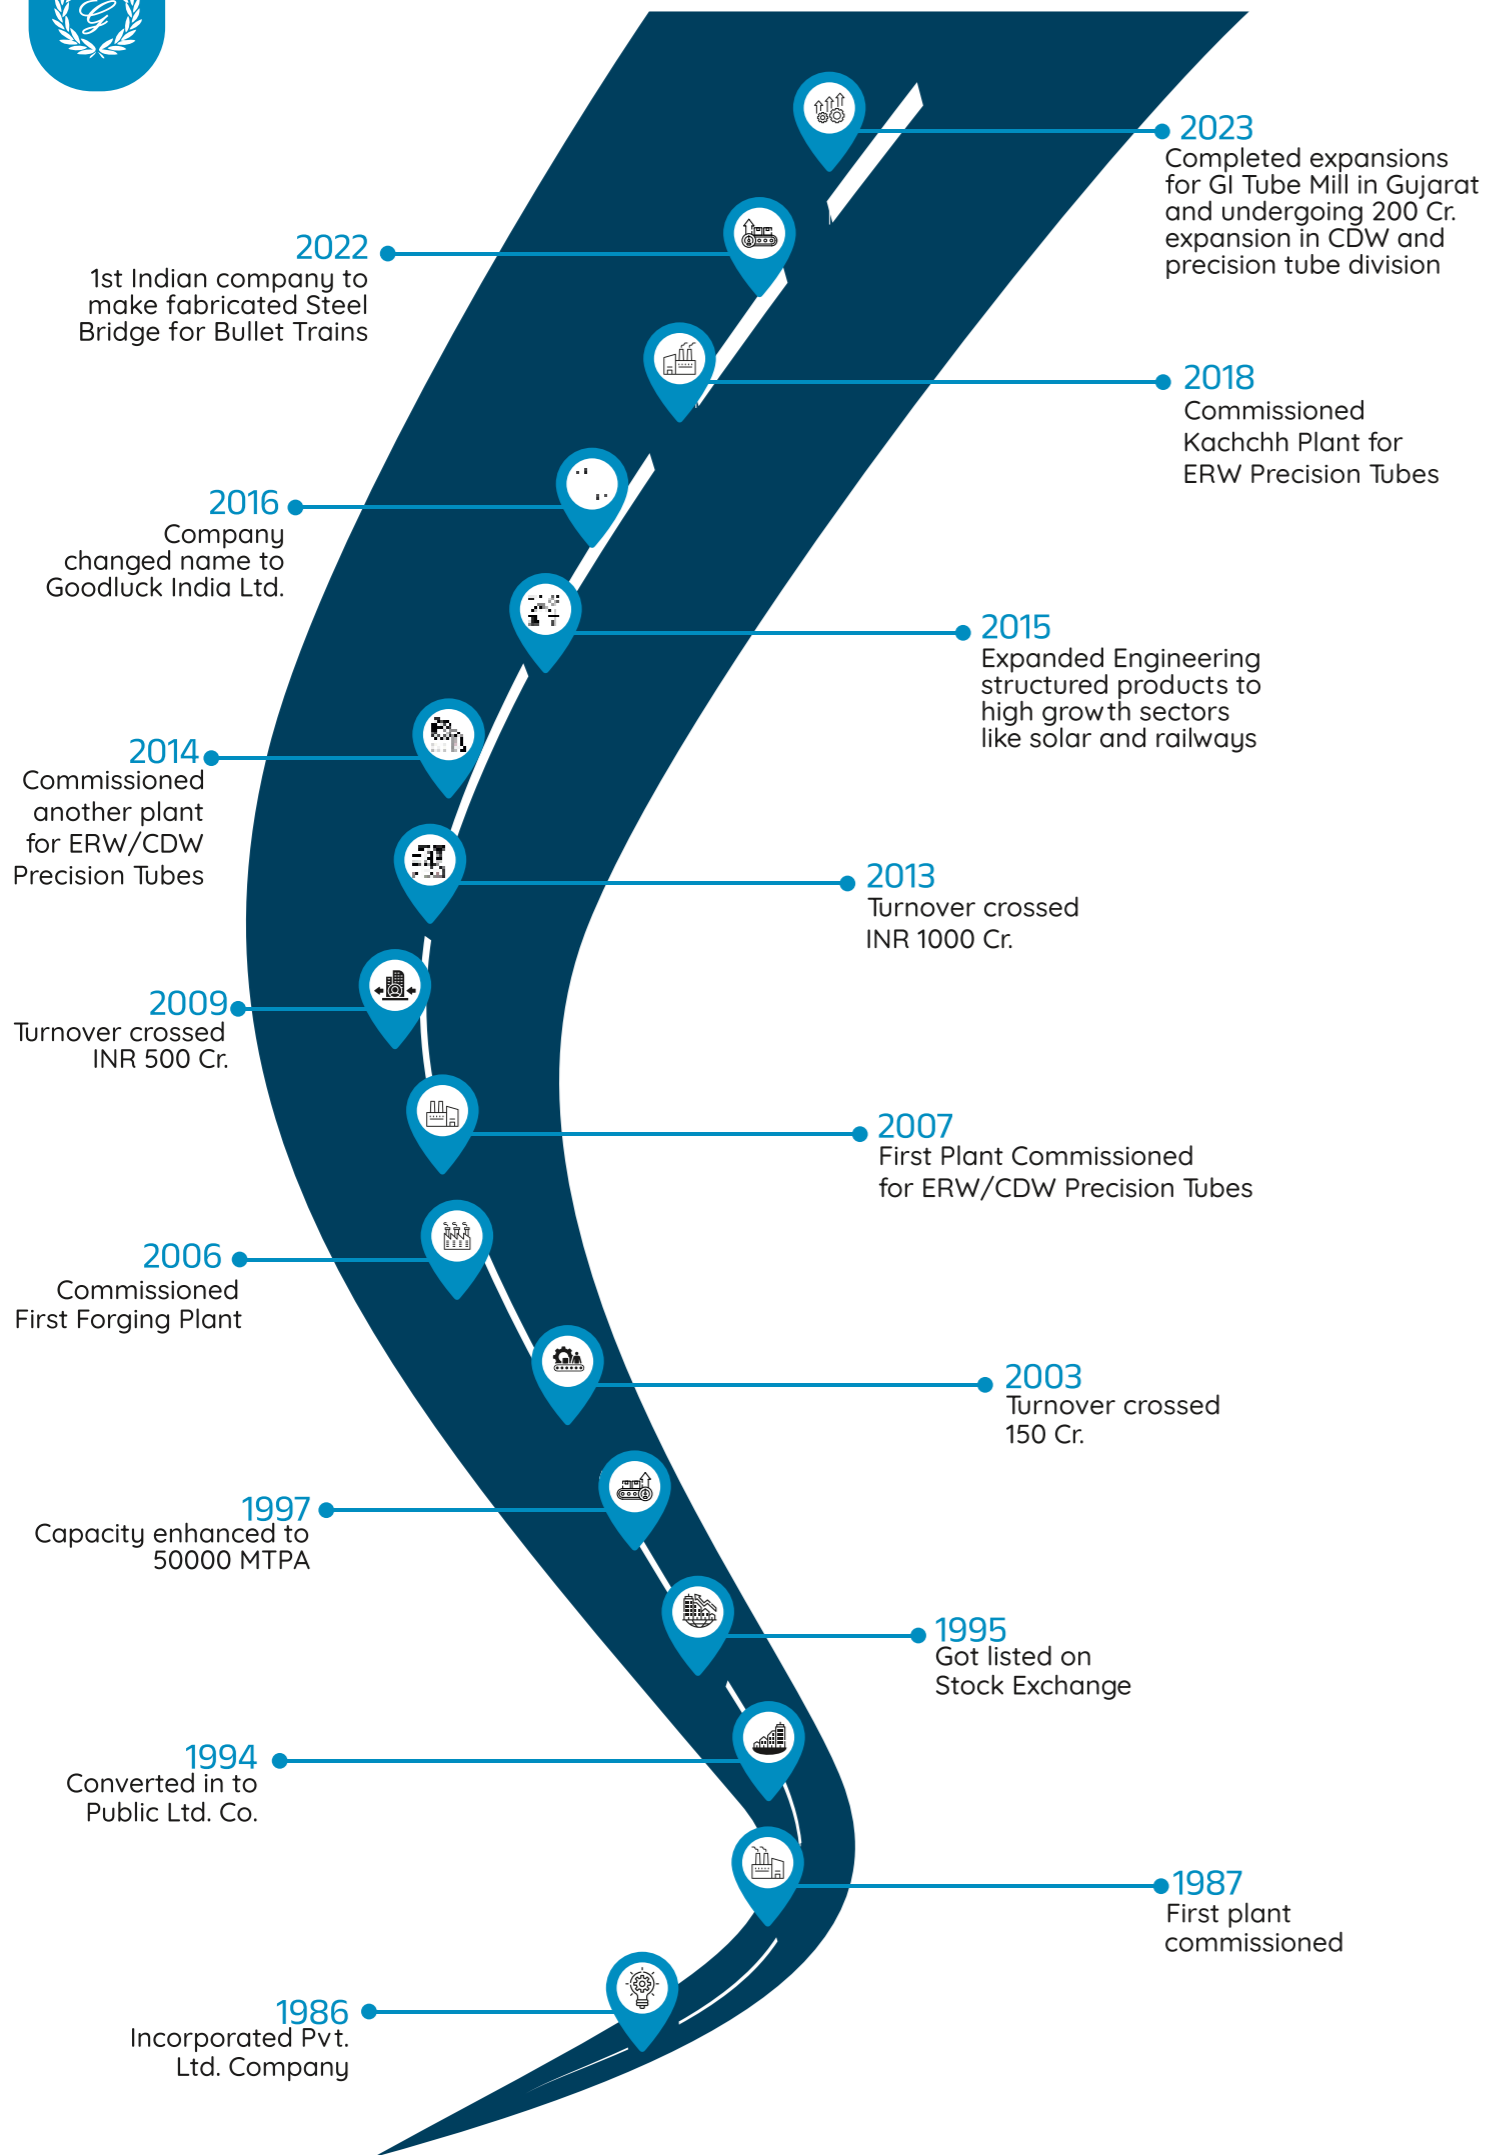 G
2023
Completed expansions
for GI Tube Mill in Gujarat
and undergoing 200 Cr.
expansion in CDW and
precision tube division
2022
1st Indian company to
make fabricated Steel
Bridge for Bullet Trains
2018
Commissioned
Kachchh Plant for
ERW Precision Tubes
2016
Company
changed name to
Goodluck India Ltd.
2015
Expanded Engineering
structured products to
high growth sectors
like solar and railways
2014
Commissioned
another plant
for ERW/CDW
Precision Tubes
2013
Turnover crossed
INR 1000 Cr.
2009
Turnover crossed
INR 500 Cr.
2007
First Plant Commissioned
for ERW/CDW Precision Tubes
2006
Commissioned
First Forging Plant
2003
Turnover crossed
150 Cr.
1997
Capacity enhanced to
50000 MTPA
1995
Got listed on
Stock Exchange
1994
Converted in to
Public Ltd. Co.
1987
First plant
commissioned
1986
Incorporated Pvt.
Ltd. Company